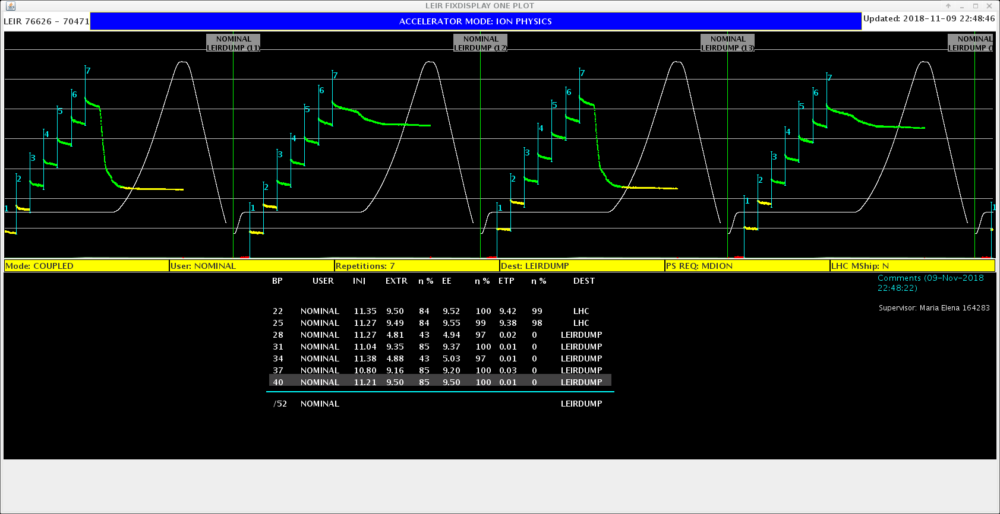 LEIR FIXDISPLAY ONE PLOT
LEIR 76626 - 70471 ACCELERATOR MODE: ION PHYSICS Updated: 2018-11-09 22:48:46
NOMINAL NOMINAL NOMINAL NOMINAL
LEIRDUMP (11) LEIRDUMP (12) LEIRDUMP (13) LEIRDUMP (
1 2 3 4 5 6 7
1 2 3 4 5 6 7
1 2 3 4 5 6 7
1 2 3 4 5 6 7
1
Mode: COUPLED User: NOMINAL Repetitions: 7 Dest: LEIRDUMP PS REQ: MDION LHC MShip: N
BP USER INJ EXTR n % EE n % ETP n % DEST
22 NOMINAL 11.35 9.50 84 9.52 100 9.42 99 LHC
25 NOMINAL 11.27 9.49 84 9.55 99 9.38 98 LHC
28 NOMINAL 11.27 4.81 43 4.94 97 0.02 0 LEIRDUMP
31 NOMINAL 11.04 9.35 85 9.37 100 0.01 0 LEIRDUMP
34 NOMINAL 11.38 4.88 43 5.03 97 0.01 0 LEIRDUMP
37 NOMINAL 10.80 9.16 85 9.20 100 0.03 0 LEIRDUMP
40 NOMINAL 11.21 9.50 85 9.50 100 0.01 0 LEIRDUMP
/52 NOMINAL LEIRDUMP
Comments (09-Nov-2018
22:48:22)
Supervisor: Maria Elena 164283